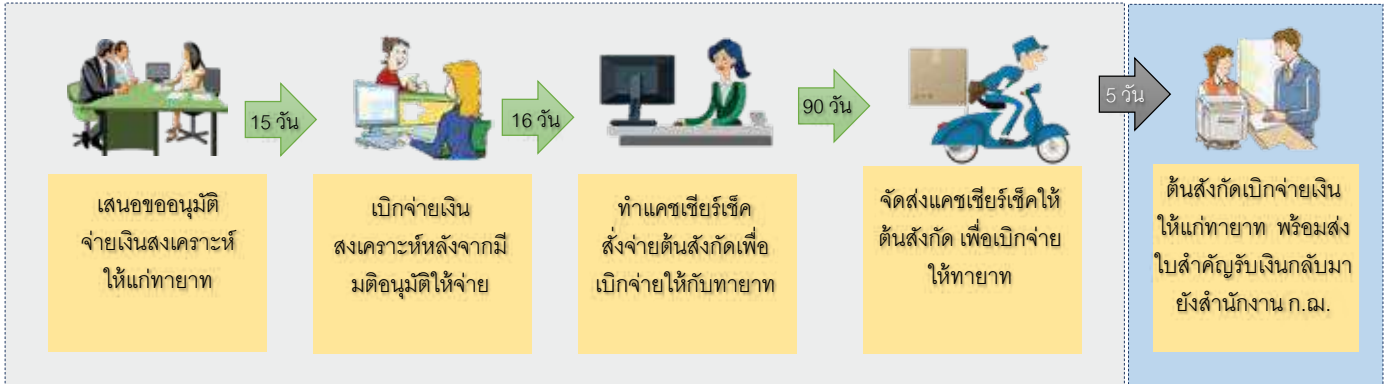 15 วัน
16 วัน
90 วัน
5 วัน
เสนอขออนุมัติ
จ่ายเงินสงเคราะห์
ให้แก่ทายาท
เบิกจ่ายเงิน
สงเคราะห์หลังจากมี
มติอนุมัติให้จ่าย
ทำแคชเชียร์เช็ค
สั่งจ่ายต้นสังกัดเพื่อ
เบิกจ่ายให้กับทายาท
จัดส่งแคชเชียร์เช็คให้
ต้นสังกัด เพื่อเบิกจ่าย
ให้ทายาท
ต้นสังกัดเบิกจ่ายเงิน
ให้แก่ทายาท พร้อมส่ง
ใบสำคัญรับเงินกลับมา
ยังสำนักงาน ก.ฌ.